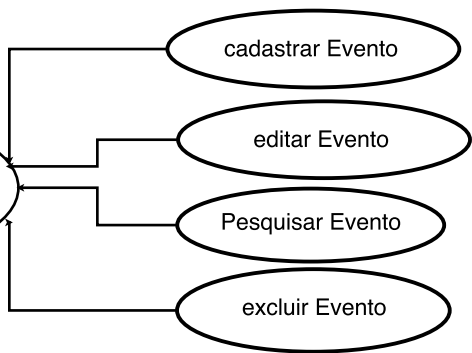 cadastrar Evento
editar Evento
Pesquisar Evento
excluir Evento